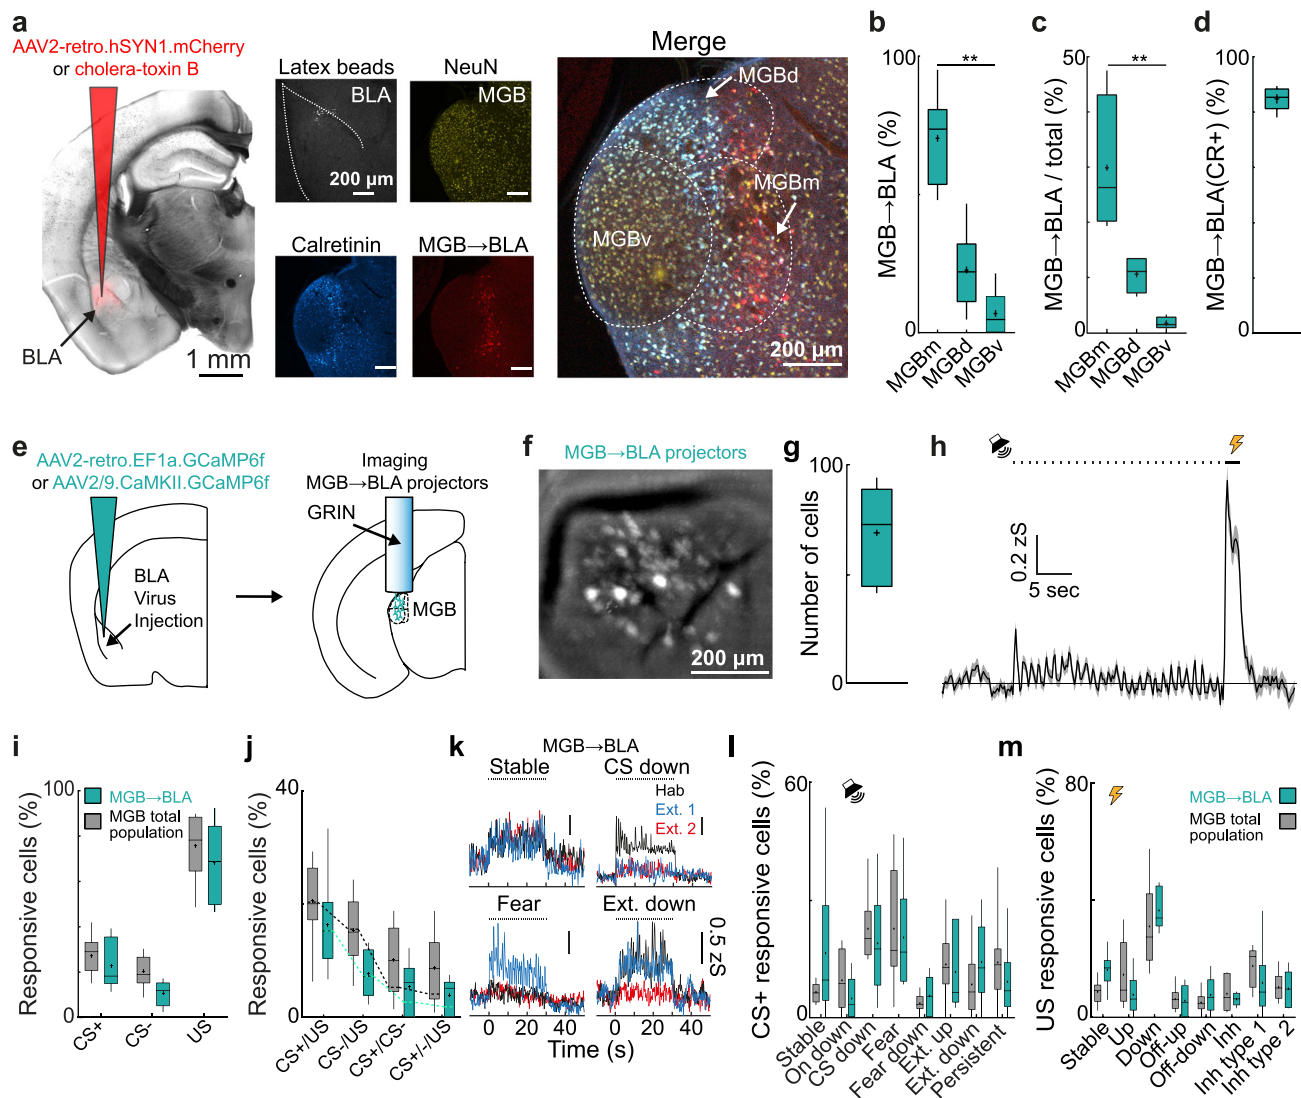 a
AAV2-retro.hSYN1.mCherry
or cholera-toxin B
BLA
1 mm
Latex beads
BLA
200 µm
NeuN
MGB
Calretinin
MGB→BLA
Merge
MGBd
MGBm
MGBv
200 µm
b
MGB→BLA (%)
100
0
**
MGBm
MGBd
MGBv
c
MGB→BLA / total (%)
50
0
**
MGBm
MGBd
MGBv
d
MGB→BLA(CR+) (%)
100
0
e
AAV2-retro.EF1a.GCaMP6f
or AAV2/9.CaMKII.GCaMP6f
BLA
Virus
Injection
Imaging
MGB→BLA projectors
GRIN
MGB
f
MGB→BLA projectors
200 µm
g
Number of cells
100
0
h
0.2 zS
5 sec
i
Responsive cells (%)
100
0
MGB→BLA
MGB total
population
CS+
CS-
US
j
Responsive cells (%)
40
0
CS+/US
CS-/US
CS+/CS-
CS+/-/US
k
MGB→BLA
Stable
CS down
Hab
Ext. 1
Ext. 2
Fear
Ext. down
0.5 zS
0
20
40
0
20
40
Time (s)
l
CS+ responsive cells (%)
60
0
Stable
On down
CS down
Fear
Fear down
Ext. up
Ext. down
Persistent
m
US responsive cells (%)
80
0
MGB→BLA
MGB total
population
Stable
Up
Down
Off-up
Off-down
Inh
Inh type 1
Inh type 2